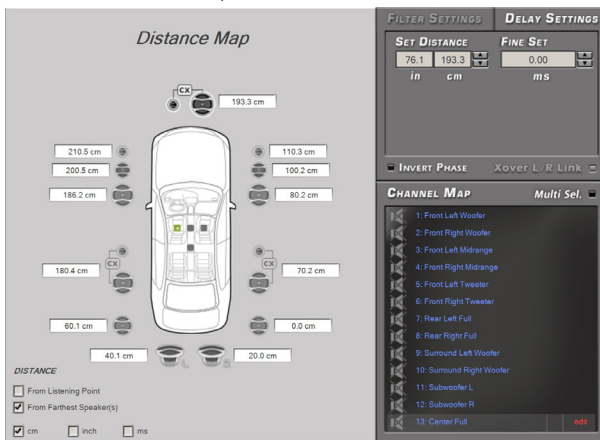 Distance Map
CX
193.3 cm
210.5 cm
110.3 cm
200.5 cm
100.2 cm
186.2 cm
80.2 cm
180.4 cm
CX
CX
70.2 cm
60.1 cm
0.0 cm
40.1 cm
L
S
20.0 cm
DISTANCE
From Listening Point
From Farthest Speaker(s)
cm
inch
ms
FILTER SETTINGS
DELAY SETTINGS
SET DISTANCE
FINE SET
76.1
193.3
0.00
in
cm
ms
INVERT PHASE
Xover L/R Link
CHANNEL MAP
Multi Sel.
1: Front Left Woofer
2: Front Right Woofer
3: Front Left Midrange
4: Front Right Midrange
5: Front Left Tweeter
6: Front Right Tweeter
7: Rear Left Full
8: Rear Right Full
9: Surround Left Woofer
10: Surround Right Woofer
11: Subwoofer L
12: Subwoofer R
13: Center Full
edit